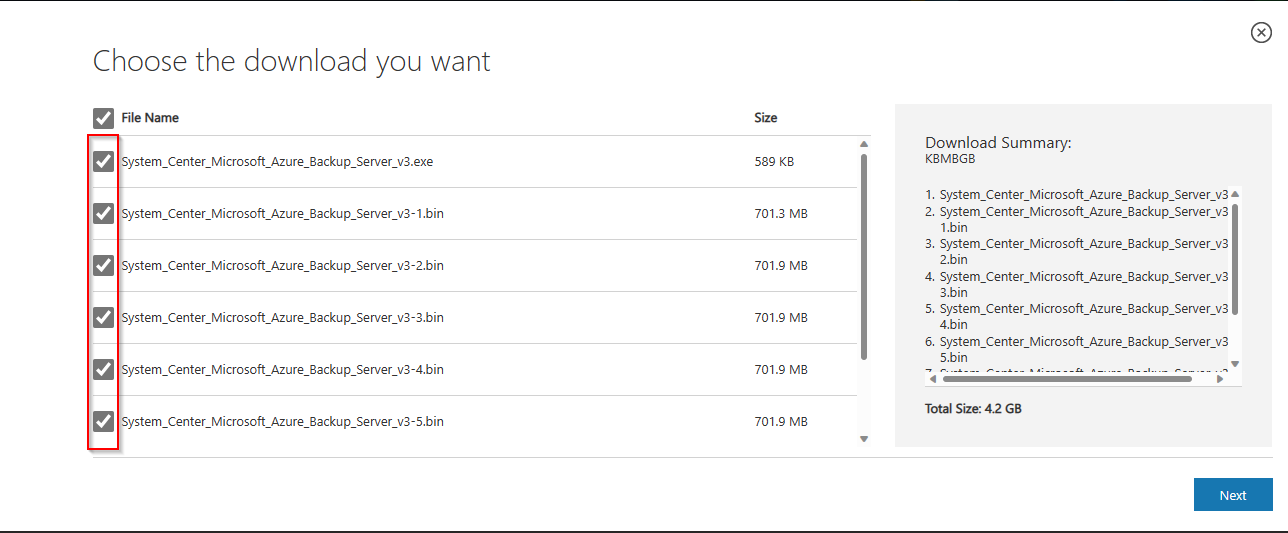 Choose the download you want
File Name Size
System_Center_Microsoft_Azure_Backup_Server_v3.exe 589 KB
System_Center_Microsoft_Azure_Backup_Server_v3-1.bin 701.3 MB
System_Center_Microsoft_Azure_Backup_Server_v3-2.bin 701.9 MB
System_Center_Microsoft_Azure_Backup_Server_v3-3.bin 701.9 MB
System_Center_Microsoft_Azure_Backup_Server_v3-4.bin 701.9 MB
System_Center_Microsoft_Azure_Backup_Server_v3-5.bin 701.9 MB
Download Summary:
KBMBGB
1. System_Center_Microsoft_Azure_Backup_Server_v3
2. System_Center_Microsoft_Azure_Backup_Server_v3
1.bin
3. System_Center_Microsoft_Azure_Backup_Server_v3
2.bin
4. System_Center_Microsoft_Azure_Backup_Server_v3
3.bin
5. System_Center_Microsoft_Azure_Backup_Server_v3
4.bin
6. System_Center_Microsoft_Azure_Backup_Server_v3
5.bin
Total Size: 4.2 GB
Next